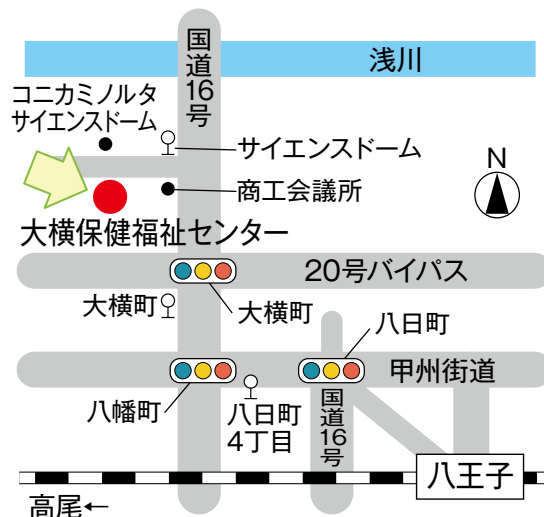 国道16号
浅川
コニカミノルタ
サイエンスドーム
サイエンスドーム
N
商工会議所
大横保健福祉センター
20号バイパス
大横町
大横町
八日町
甲州街道
八幡町
八日町
4丁目
国道16号
八王子
高尾←